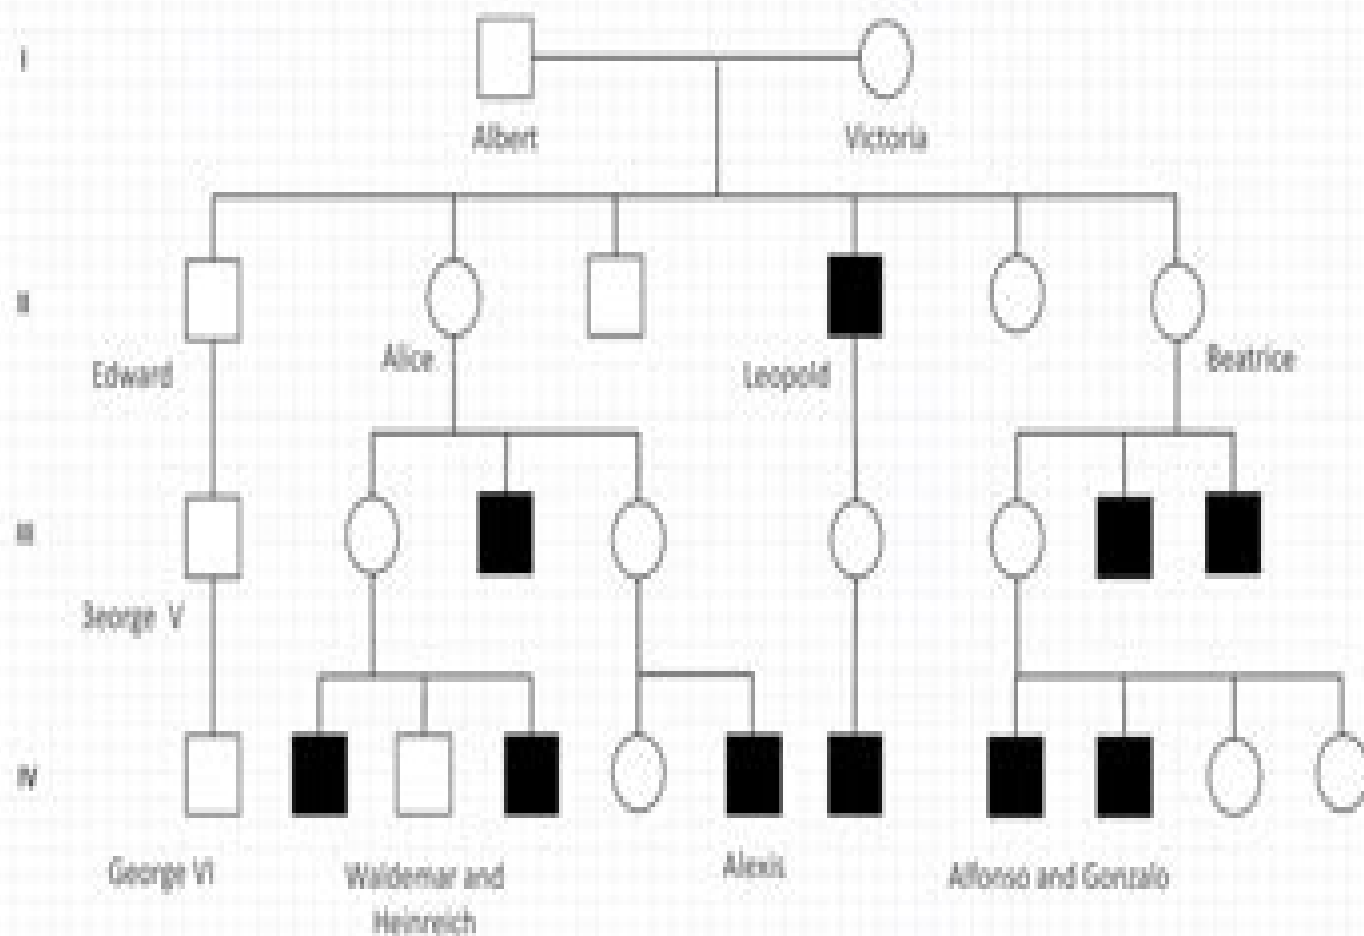 I
Albert
Victoria
II
Edward
Alice
Leopold
Beatrice
III
George V
IV
George VI
Waldemar and
Heinreich
Alexis
Alfonso and Gonzalo